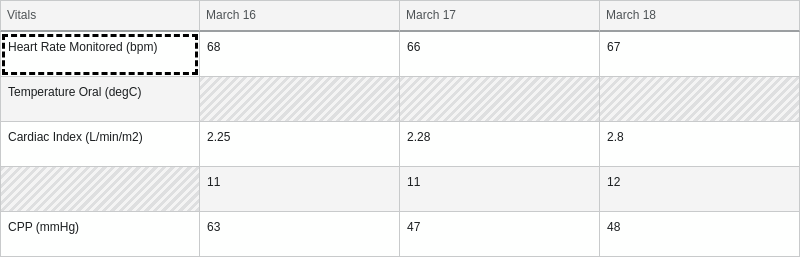 Vitals March 16 March 17 March 18
Heart Rate Monitored (bpm) 68 66 67
Temperature Oral (degC)
Cardiac Index (L/min/m2) 2.25 2.28 2.8
11 11 12
CPP (mmHg) 63 47 48